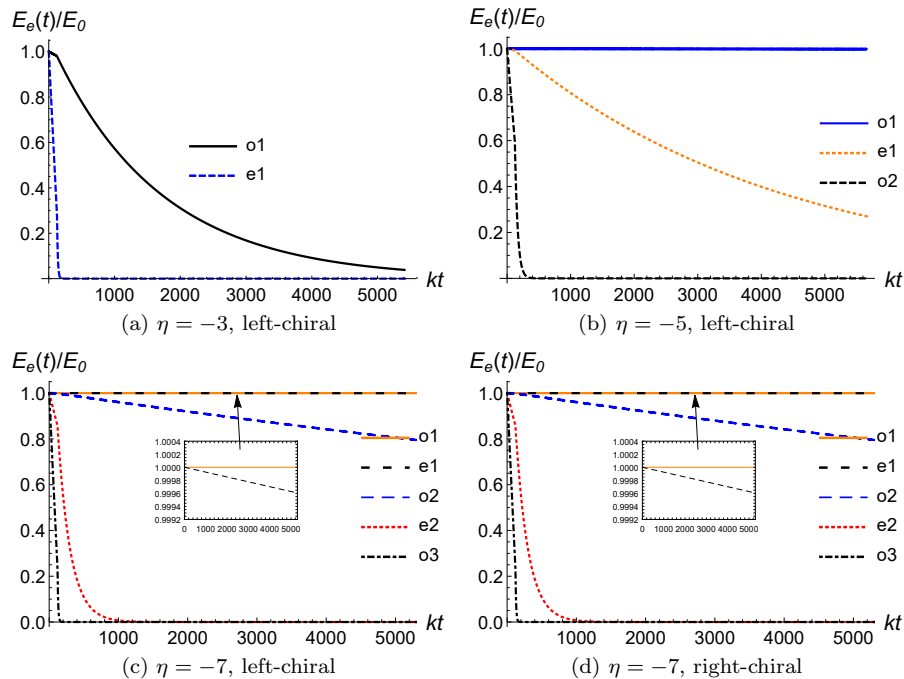 E_e(t)/E_0
1.0
0.8
0.6
0.4
0.2
o1
e1
1000 2000 3000 4000 5000 kt
(a) η = −3, left-chiral
E_e(t)/E_0
1.0
0.8
0.6
0.4
0.2
o1
e1
o2
1000 2000 3000 4000 5000 kt
(b) η = −5, left-chiral
E_e(t)/E_0
1.0
0.8
0.6
0.4
0.2
0.0
1.0004
1.0002
1.0000
0.9998
0.9996
0.9994
0.9992
0 1000 2000 3000 4000 5000
o1
e1
o2
e2
o3
1000 2000 3000 4000 5000 kt
(c) η = −7, left-chiral
E_e(t)/E_0
1.0
0.8
0.6
0.4
0.2
0.0
1.0004
1.0002
1.0000
0.9998
0.9996
0.9994
0.9992
0 1000 2000 3000 4000 5000
o1
e1
o2
e2
o3
1000 2000 3000 4000 5000 kt
(d) η = −7, right-chiral